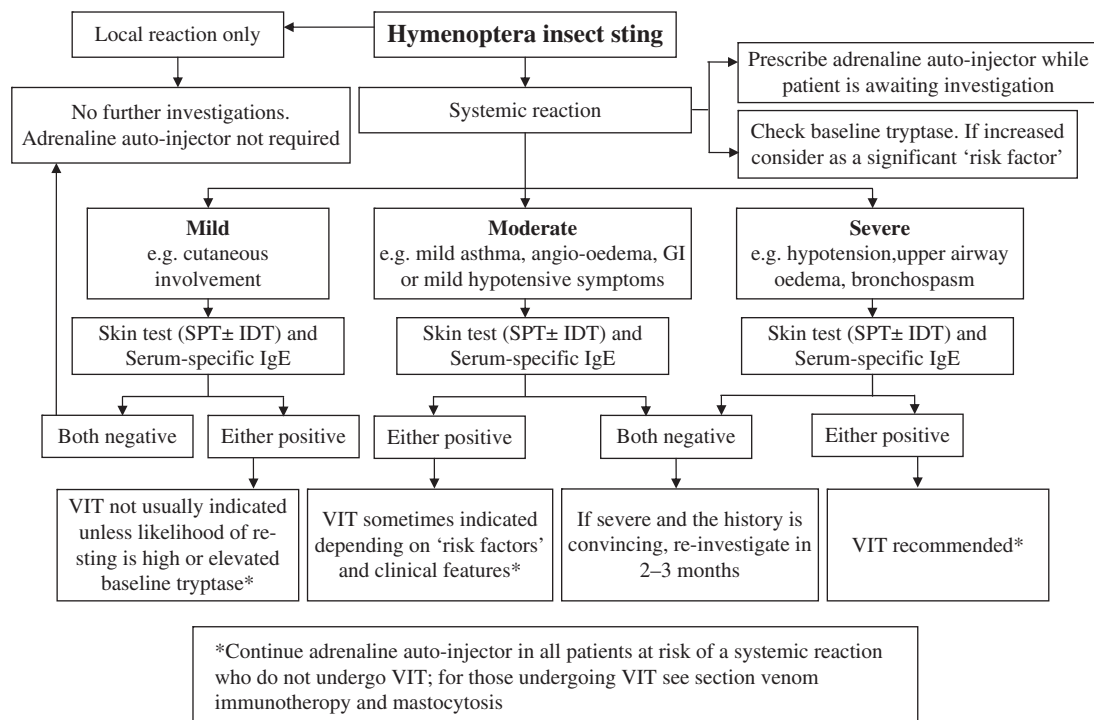 Local reaction only
Hymenoptera insect sting
Prescribe adrenaline auto-injector while
patient is awaiting investigation
No further investigations.
Adrenaline auto-injector not required
Systemic reaction
Check baseline tryptase. If increased
consider as a significant ‘risk factor’
Mild
e.g. cutaneous
involvement
Moderate
e.g. mild asthma, angio-oedema, GI
or mild hypotensive symptoms
Severe
e.g. hypotension,upper airway
oedema, bronchospasm
Skin test (SPT± IDT) and
Serum-specific IgE
Skin test (SPT± IDT) and
Serum-specific IgE
Skin test (SPT± IDT) and
Serum-specific IgE
Both negative
Either positive
Either positive
Both negative
Either positive
VIT not usually indicated
unless likelihood of re-
sting is high or elevated
baseline tryptase*
VIT sometimes indicated
depending on ‘risk factors’
and clinical features*
If severe and the history is
convincing, re-investigate in
2–3 months
VIT recommended*
*Continue adrenaline auto-injector in all patients at risk of a systemic reaction
who do not undergo VIT; for those undergoing VIT see section venom
immunotheropy and mastocytosis